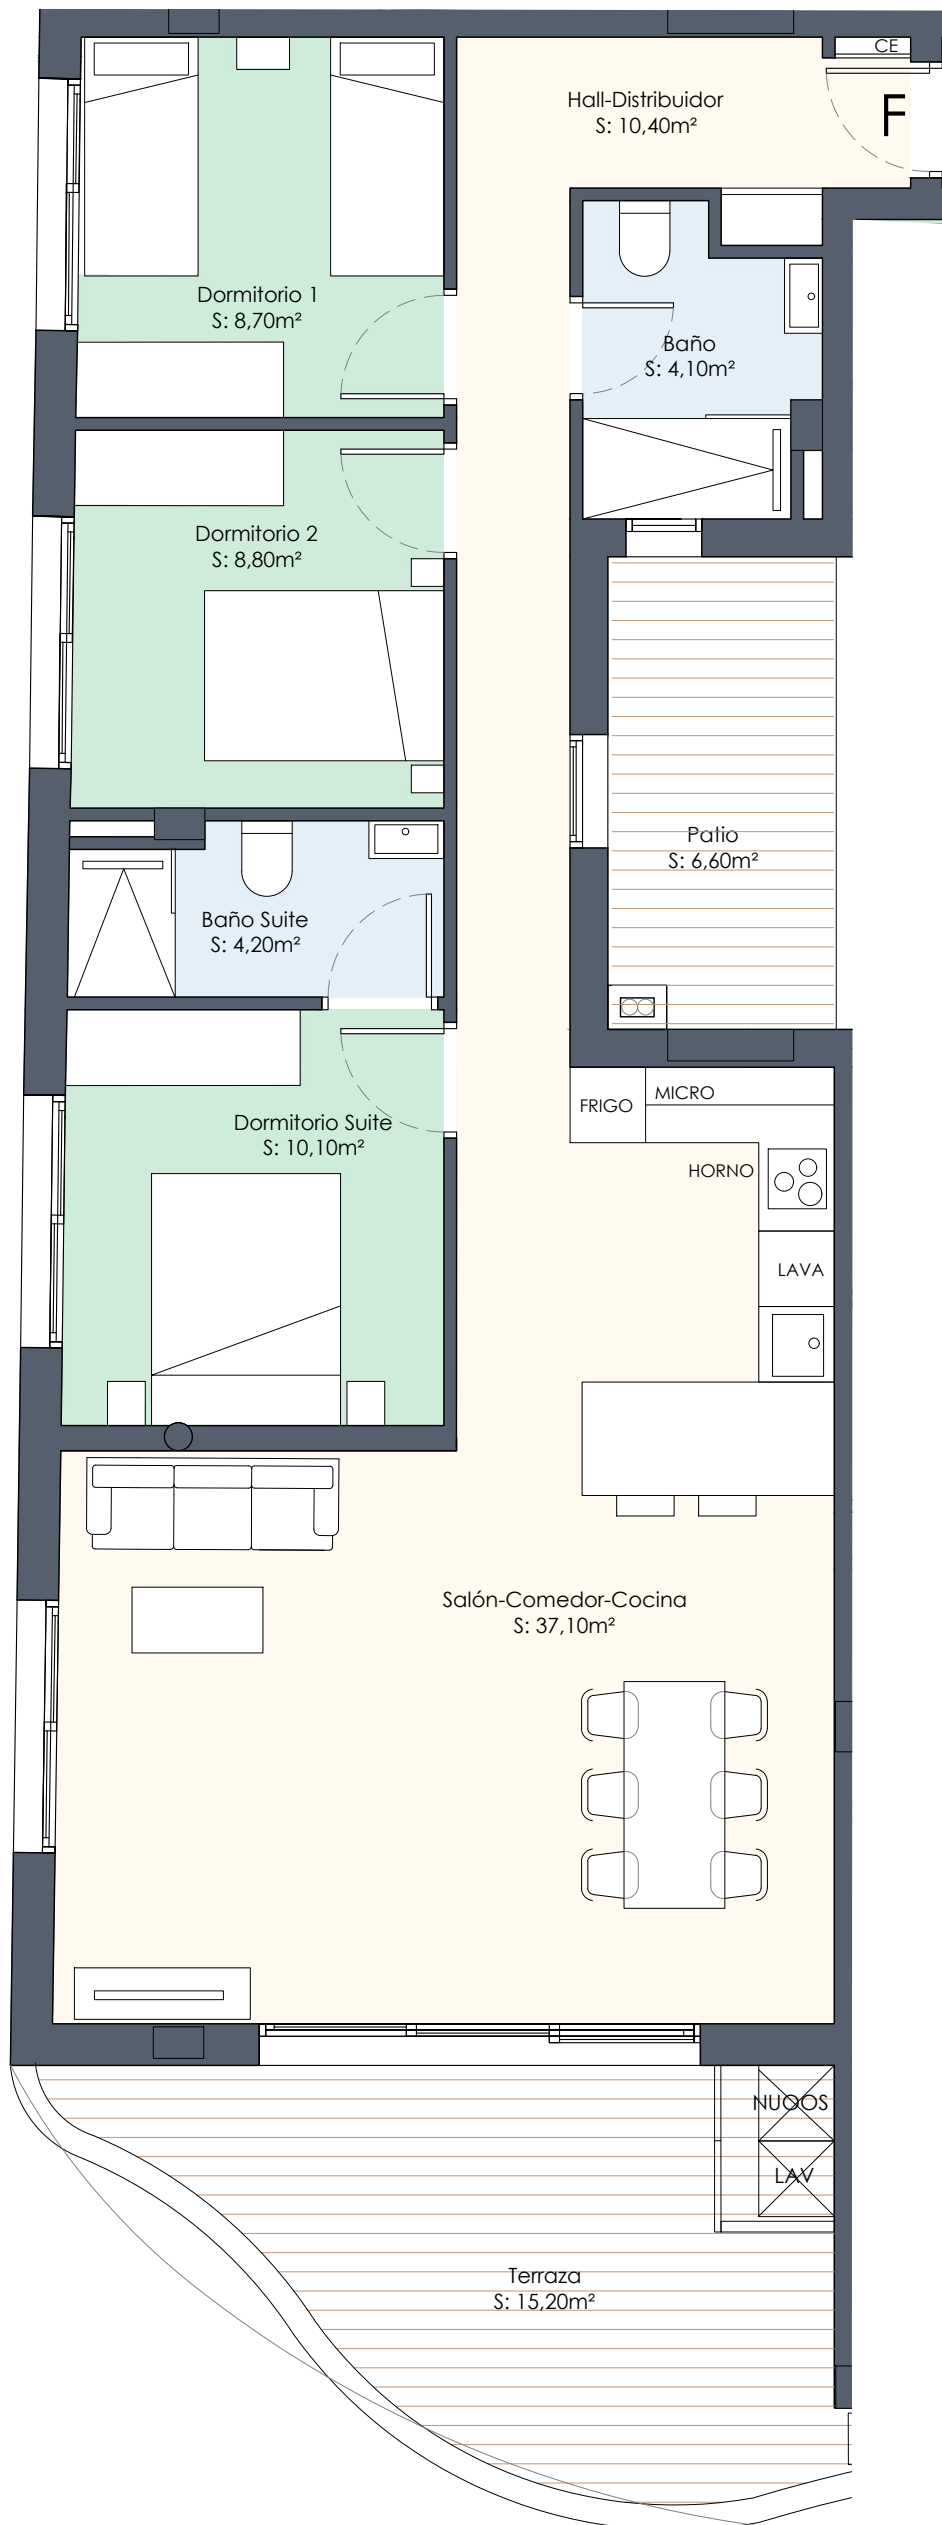 CE
F
Hall-Distribuidor
S: 10,40m²
Dormitorio 1
S: 8,70m²
Baño
S: 4,10m²
Dormitorio 2
S: 8,80m²
Patio
S: 6,60m²
Baño Suite
S: 4,20m²
Dormitorio Suite
S: 10,10m²
FRIGO
MICRO
HORNO
LAVA
Salón-Comedor-Cocina
S: 37,10m²
NUOOS
LAV
Terraza
S: 15,20m²